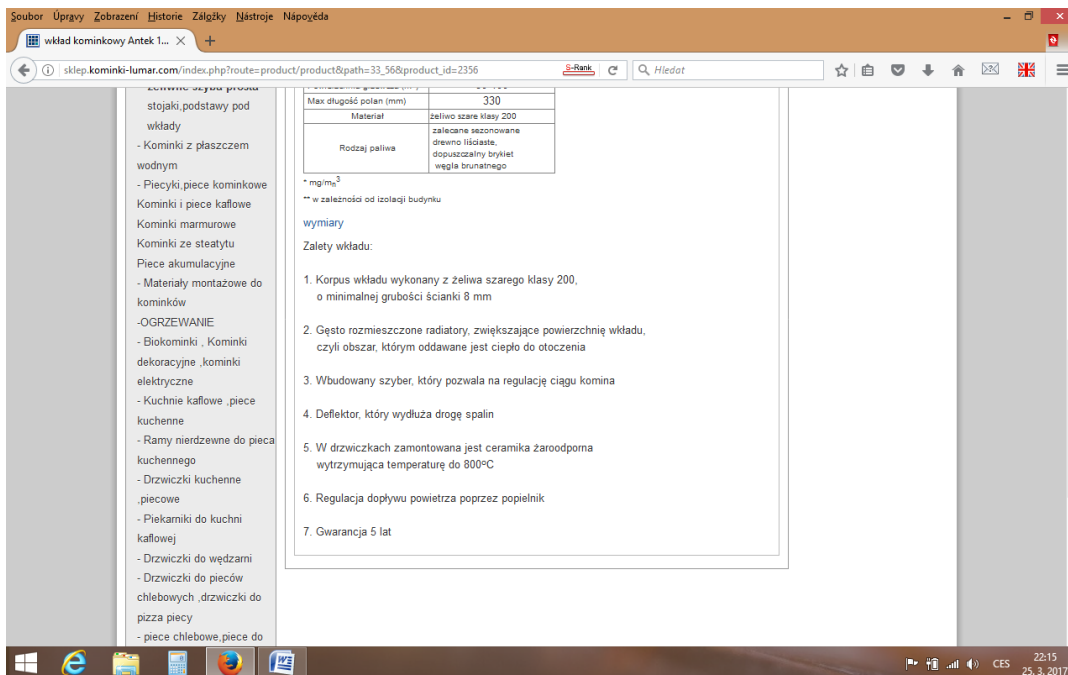 Soubor Úpravy Zobrazení Historie Záložky Nástroje Nápověda
wkład kominkowy Antek 1...
sklep.kominki-lumar.com/index.php?route=product/product&path=33_56&product_id=2356
S-Rank
Hledat
żeliwne szyba prosta
stojaki,podstawy pod
wkłady
- Kominki z płaszczem
wodnym
- Piecyki,piece kominkowe
Kominki i piece kaflowe
Kominki marmurowe
Kominki ze steatytu
Piece akumulacyjne
- Materiały montażowe do
kominków
-OGRZEWANIE
- Biokominki , Kominki
dekoracyjne ,kominki
elektryczne
- Kuchnie kaflowe ,piece
kuchenne
- Ramy nierdzewne do pieca
kuchennego
- Drzwiczki kuchenne
,piecowe
- Piekarniki do kuchni
kaflowej
- Drzwiczki do wędzarni
- Drzwiczki do pieców
chlebowych ,drzwiczki do
pizza piecy
- piece chlebowe,piece do
Max długość polan (mm) 330
Materiał żeliwo szare klasy 200
Rodzaj paliwa
zalecane sezonowane
drewno liściaste,
dopuszczalny brykiet
węgla brunatnego
* mg/mn3
** w zależności od izolacji budynku
wymiary
Zalety wkładu:
1. Korpus wkładu wykonany z żeliwa szarego klasy 200,
o minimalnej grubości ścianki 8 mm
2. Gęsto rozmieszczone radiatory, zwiększające powierzchnię wkładu,
czyli obszar, którym oddawane jest ciepło do otoczenia
3. Wbudowany szyber, który pozwala na regulację ciągu komina
4. Deflektor, który wydłuża drogę spalin
5. W drzwiczkach zamontowana jest ceramika żaroodporna
wytrzymująca temperaturę do 800ºC
6. Regulacja dopływu powietrza poprzez popielnik
7. Gwarancja 5 lat
CES
22:15
25. 3. 2017